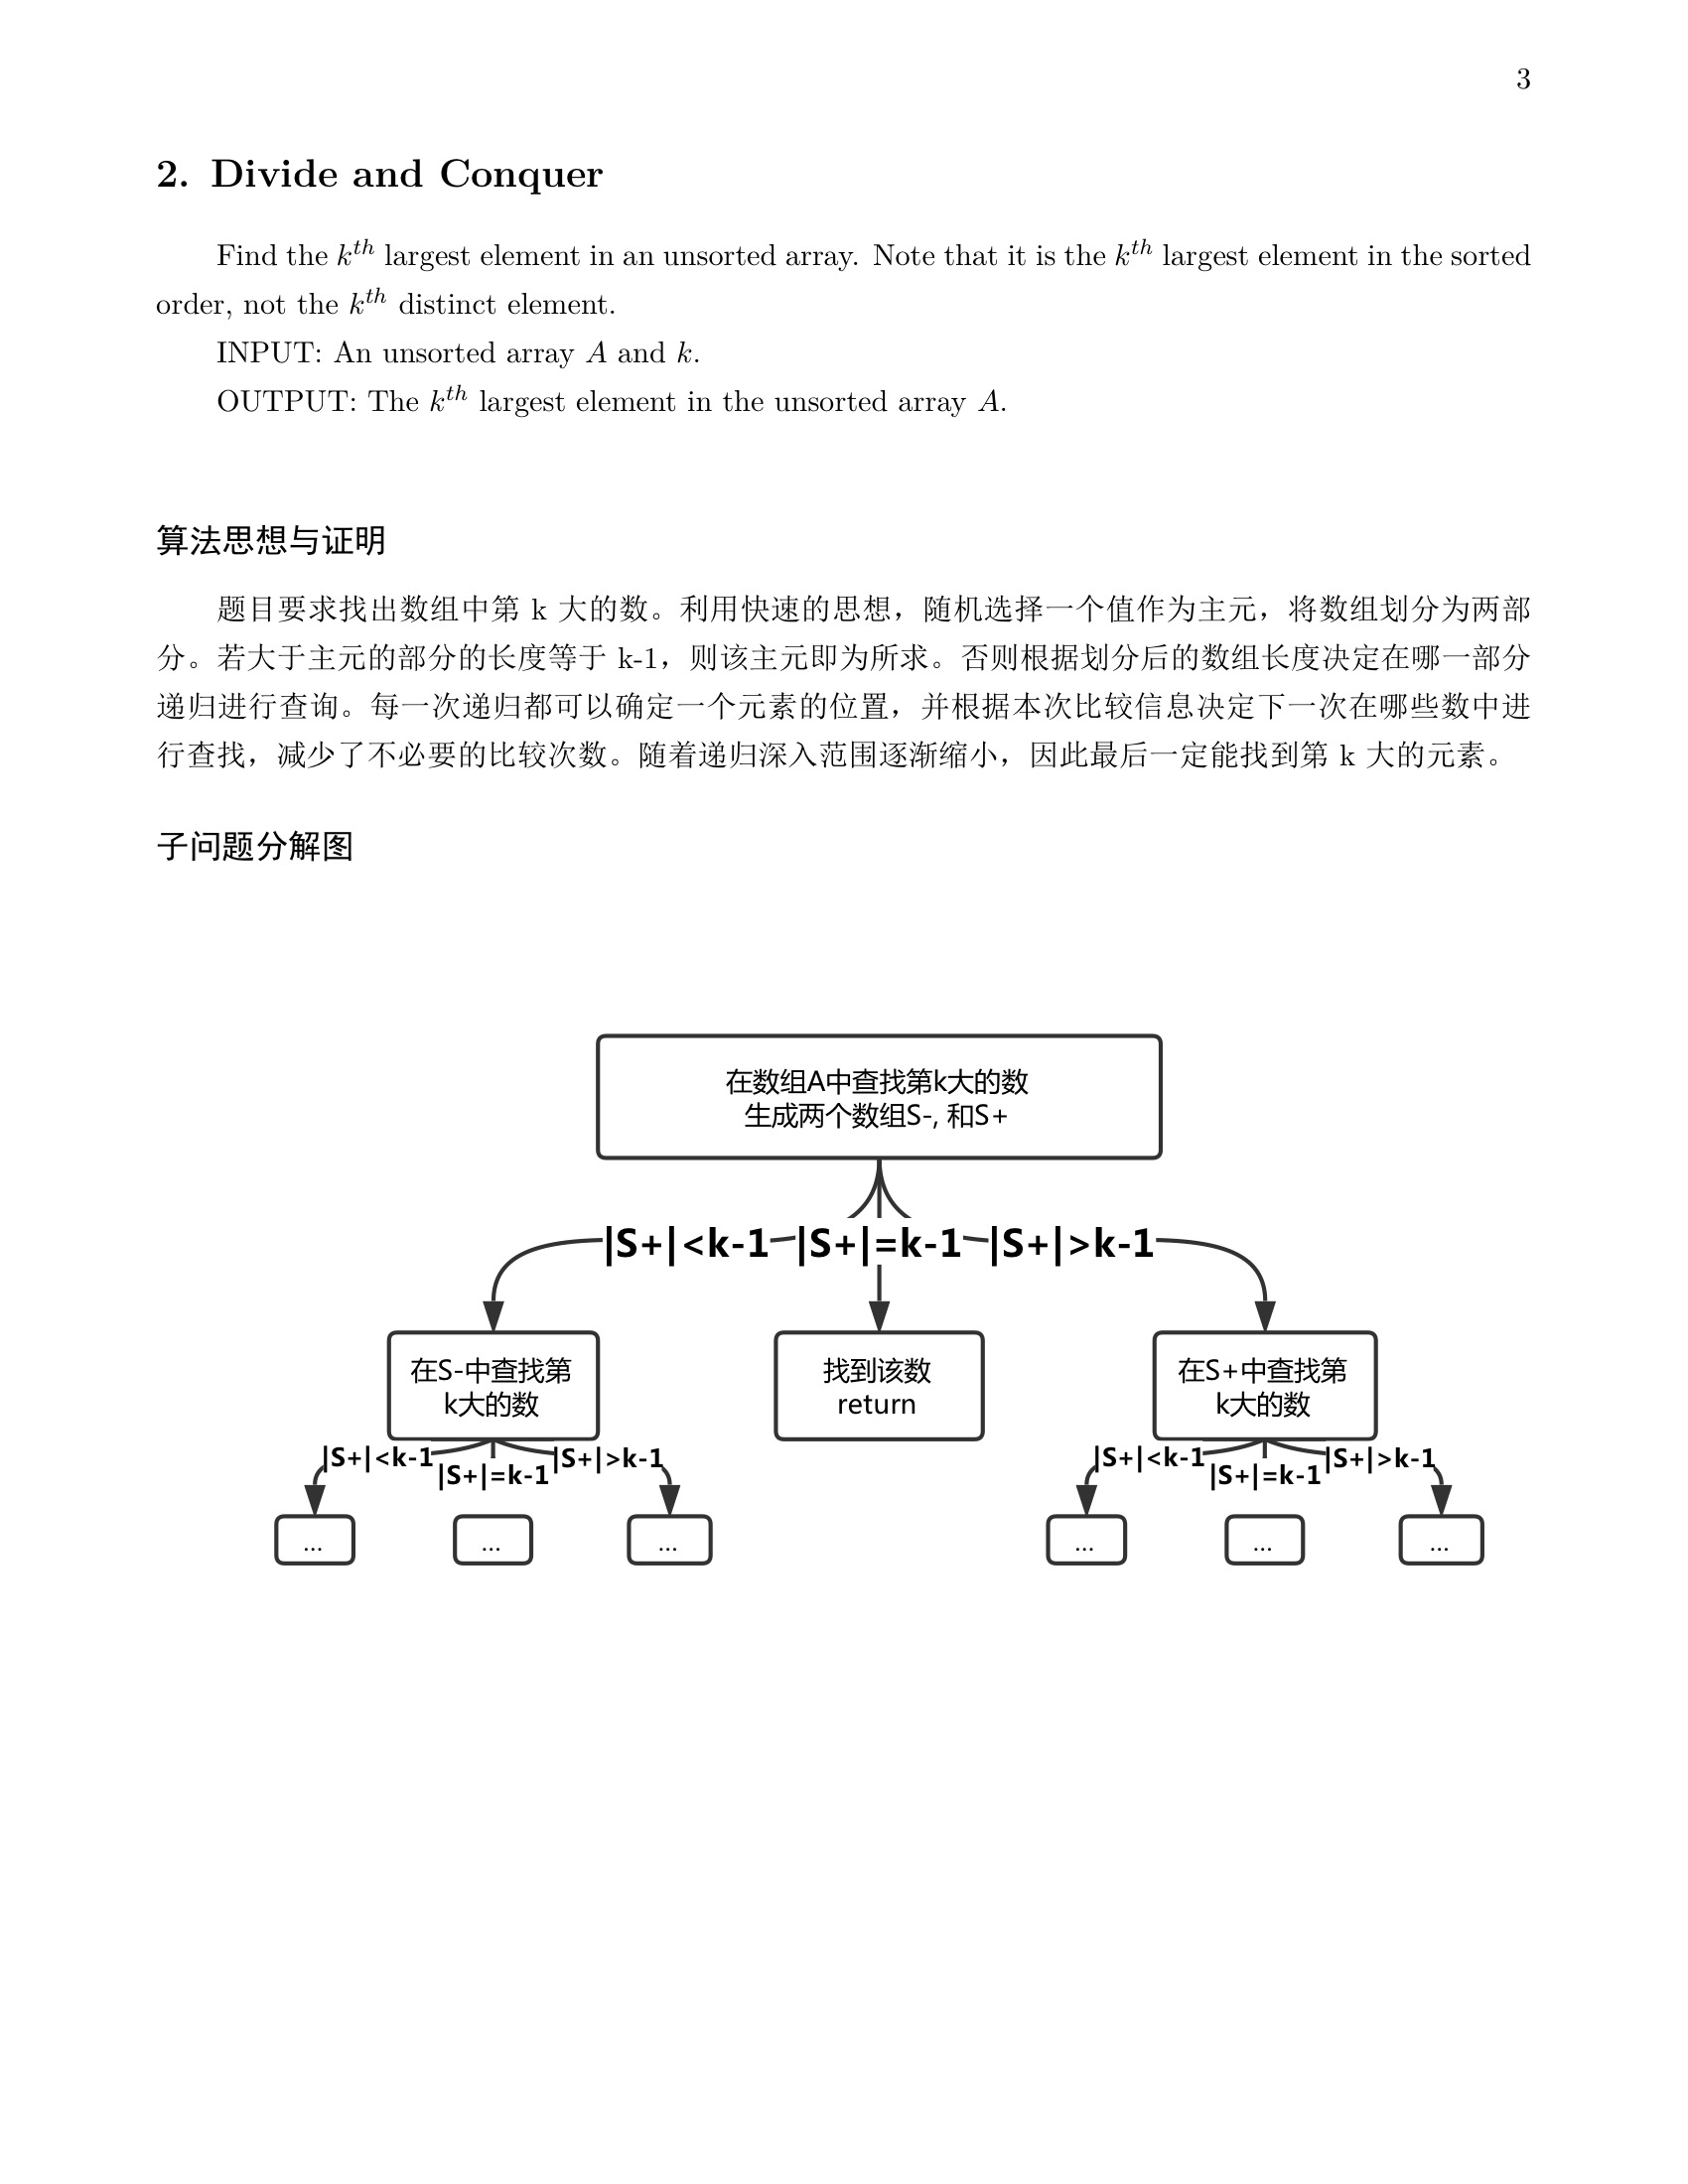 3
2. Divide and Conquer
Find the k^{th} largest element in an unsorted array. Note that it is the k^{th} largest element in the sorted
order, not the k^{th} distinct element.
INPUT: An unsorted array A and k.
OUTPUT: The k^{th} largest element in the unsorted array A.
算法思想与证明
题目要求找出数组中第 k 大的数。利用快速的思想，随机选择一个值作为主元，将数组划分为两部
分。若大于主元的部分的长度等于 k-1，则该主元即为所求。否则根据划分后的数组长度决定在哪一部分
递归进行查询。每一次递归都可以确定一个元素的位置，并根据本次比较信息决定下一次在哪些数中进
行查找，减少了不必要的比较次数。随着递归深入范围逐渐缩小，因此最后一定能找到第 k 大的元素。
子问题分解图
在数组A中查找第k大的数
生成两个数组S-, 和S+
|S+|<k-1 |S+|=k-1 |S+|>k-1
在S-中查找第
k大的数
找到该数
return
在S+中查找第
k大的数
|S+|<k-1 |S+|=k-1 |S+|>k-1
|S+|<k-1 |S+|=k-1 |S+|>k-1
... ... ... ... ... ...